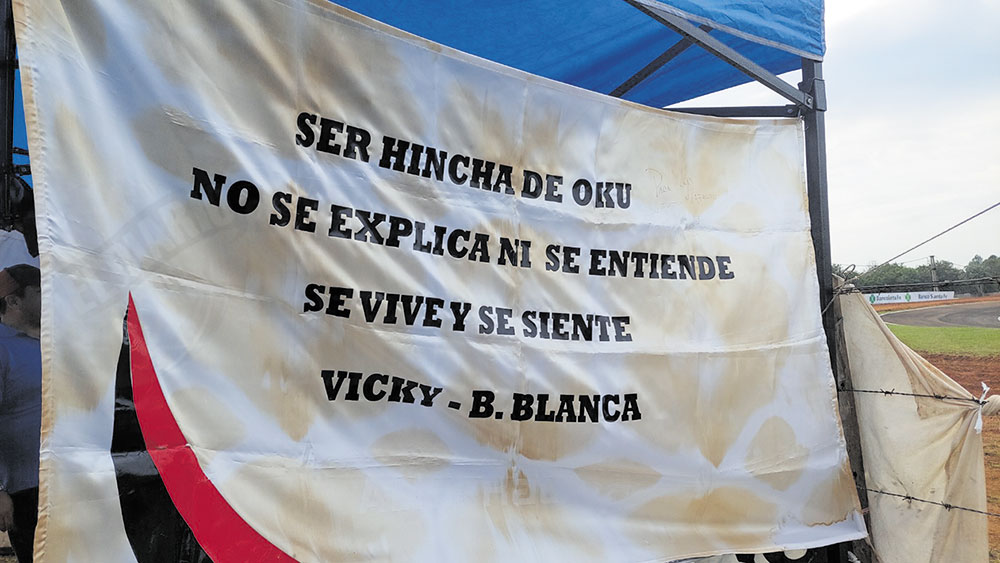 SER HINCHA DE OKU
NO SE EXPLICA NI SE ENTIENDE
SE VIVE Y SE SIENTE
VICKY - B. BLANCA